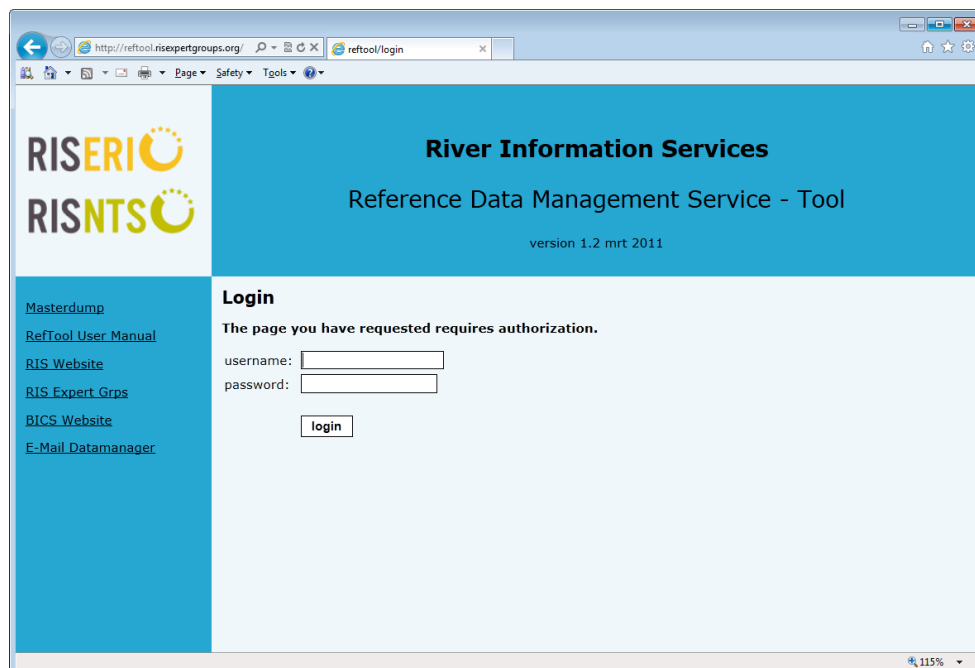 http://reftool.risexpertgroups.org/
reftool/login
Page
Safety
Tools
RISERI
RISNTS
River Information Services
Reference Data Management Service - Tool
version 1.2 mrt 2011
Masterdump
RefTool User Manual
RIS Website
RIS Expert Grps
BICS Website
E-Mail Datamanager
Login
The page you have requested requires authorization.
username:
password:
login
115%